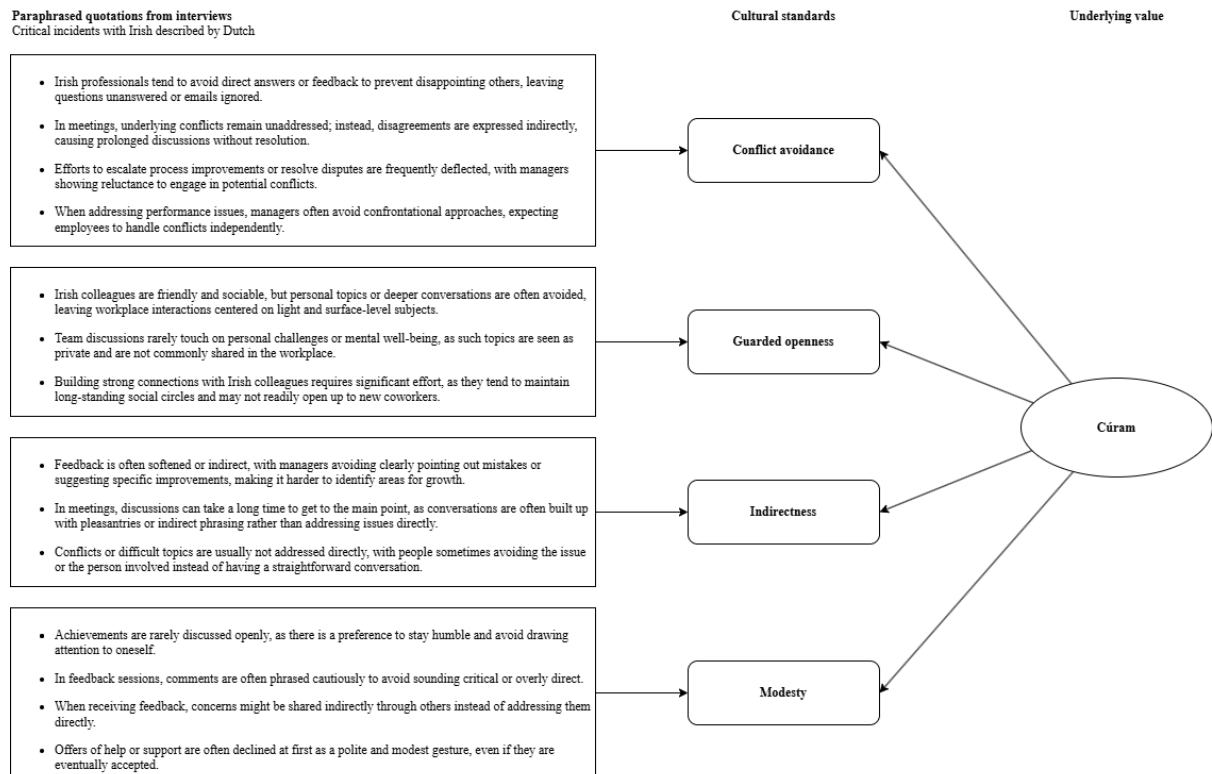 Paraphrased quotations from interviews
Critical incidents with Irish described by Dutch
Cultural standards
Underlying value
• Irish professionals tend to avoid direct answers or feedback to prevent disappointing others, leaving
questions unanswered or emails ignored.
• In meetings, underlying conflicts remain unaddressed; instead, disagreements are expressed indirectly,
causing prolonged discussions without resolution.
• Efforts to escalate process improvements or resolve disputes are frequently deflected, with managers
showing reluctance to engage in potential conflicts.
• When addressing performance issues, managers often avoid confrontational approaches, expecting
employees to handle conflicts independently.
Conflict avoidance
• Irish colleagues are friendly and sociable, but personal topics or deeper conversations are often avoided,
leaving workplace interactions centered on light and surface-level subjects.
• Team discussions rarely touch on personal challenges or mental well-being, as such topics are seen as
private and are not commonly shared in the workplace.
• Building strong connections with Irish colleagues requires significant effort, as they tend to maintain
long-standing social circles and may not readily open up to new coworkers.
Guarded openness
Cúram
• Feedback is often softened or indirect, with managers avoiding clearly pointing out mistakes or
suggesting specific improvements, making it harder to identify areas for growth.
• In meetings, discussions can take a long time to get to the main point, as conversations are often built up
with pleasantries or indirect phrasing rather than addressing issues directly.
• Conflicts or difficult topics are usually not addressed directly, with people sometimes avoiding the issue
or the person involved instead of having a straightforward conversation.
Indirectness
• Achievements are rarely discussed openly, as there is a preference to stay humble and avoid drawing
attention to oneself.
• In feedback sessions, comments are often phrased cautiously to avoid sounding critical or overly direct.
• When receiving feedback, concerns might be shared indirectly through others instead of addressing them
directly.
• Offers of help or support are often declined at first as a polite and modest gesture, even if they are
eventually accepted.
Modesty